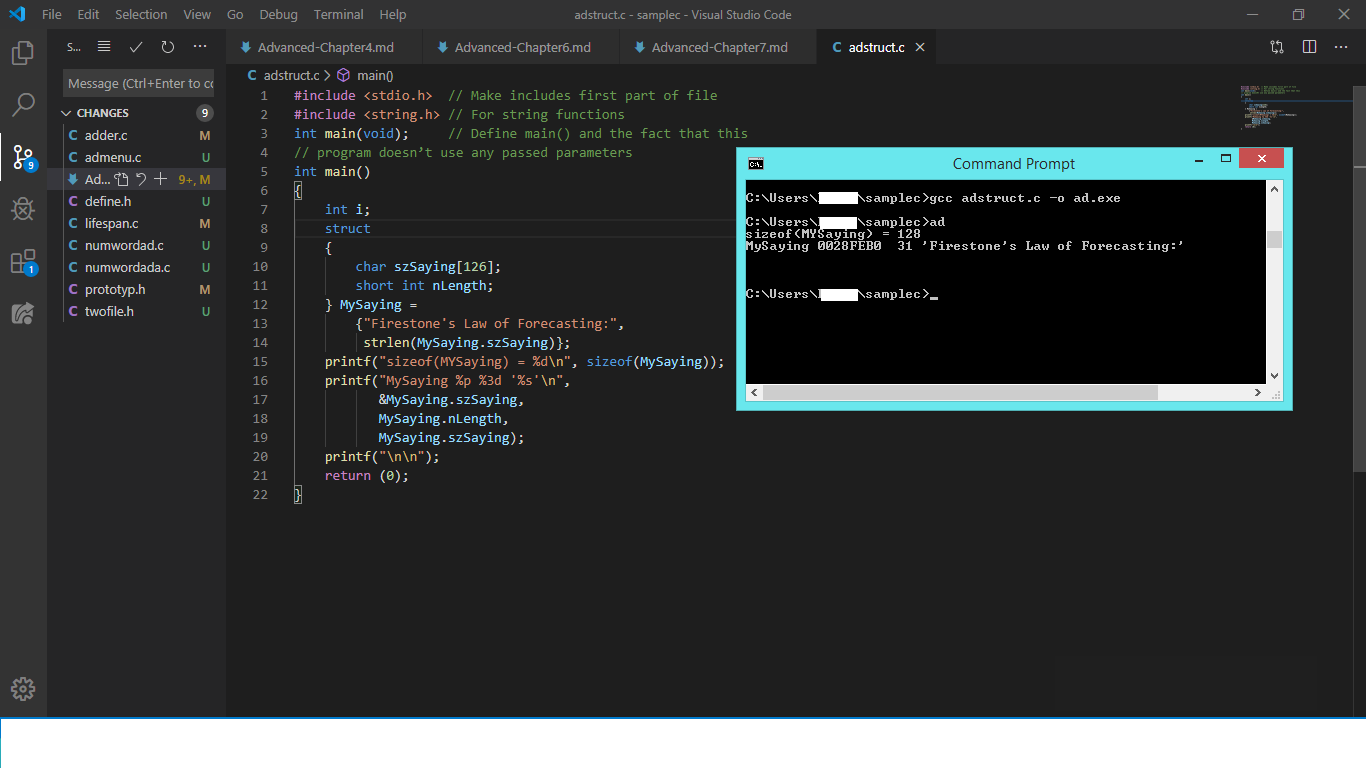 File Edit Selection View Go Debug Terminal Help
adstruct.c - samplec - Visual Studio Code
S...
Advanced-Chapter4.md
Advanced-Chapter6.md
Advanced-Chapter7.md
C adstruct.c
Message (Ctrl+Enter to cc
CHANGES 9
C adder.c M
C admenu.c U
Ad... 9+, M
C define.h U
C lifespan.c U
C numwordad.c U
C numwordada.c U
C prototyp.h M
C twofile.h U
9
1
C adstruct.c > main()
1 #include <stdio.h> // Make includes first part of file
2 #include <string.h> // For string functions
3 int main(void); // Define main() and the fact that this
4 // program doesn’t use any passed parameters
5 int main()
6 {
7 int i;
8 struct
9 {
10 char szSaying[126];
11 short int nLength;
12 } MySaying =
13 {"Firestone's Law of Forecasting:",
14 strlen(MySaying.szSaying)};
15 printf("sizeof(MYSaying) = %d\n", sizeof(MySaying));
16 printf("MySaying %p %3d '%s'\n",
17 &MySaying.szSaying,
18 MySaying.nLength,
19 MySaying.szSaying);
20 printf("\n\n");
21 return (0);
22 }
C:\. Command Prompt
C:\Users\ \samplec>gcc adstruct.c -o ad.exe
C:\Users\ \samplec>ad
sizeof(MYSaying) = 128
MySaying 0028FEB0 31 'Firestone's Law of Forecasting:'
C:\Users\ \samplec>